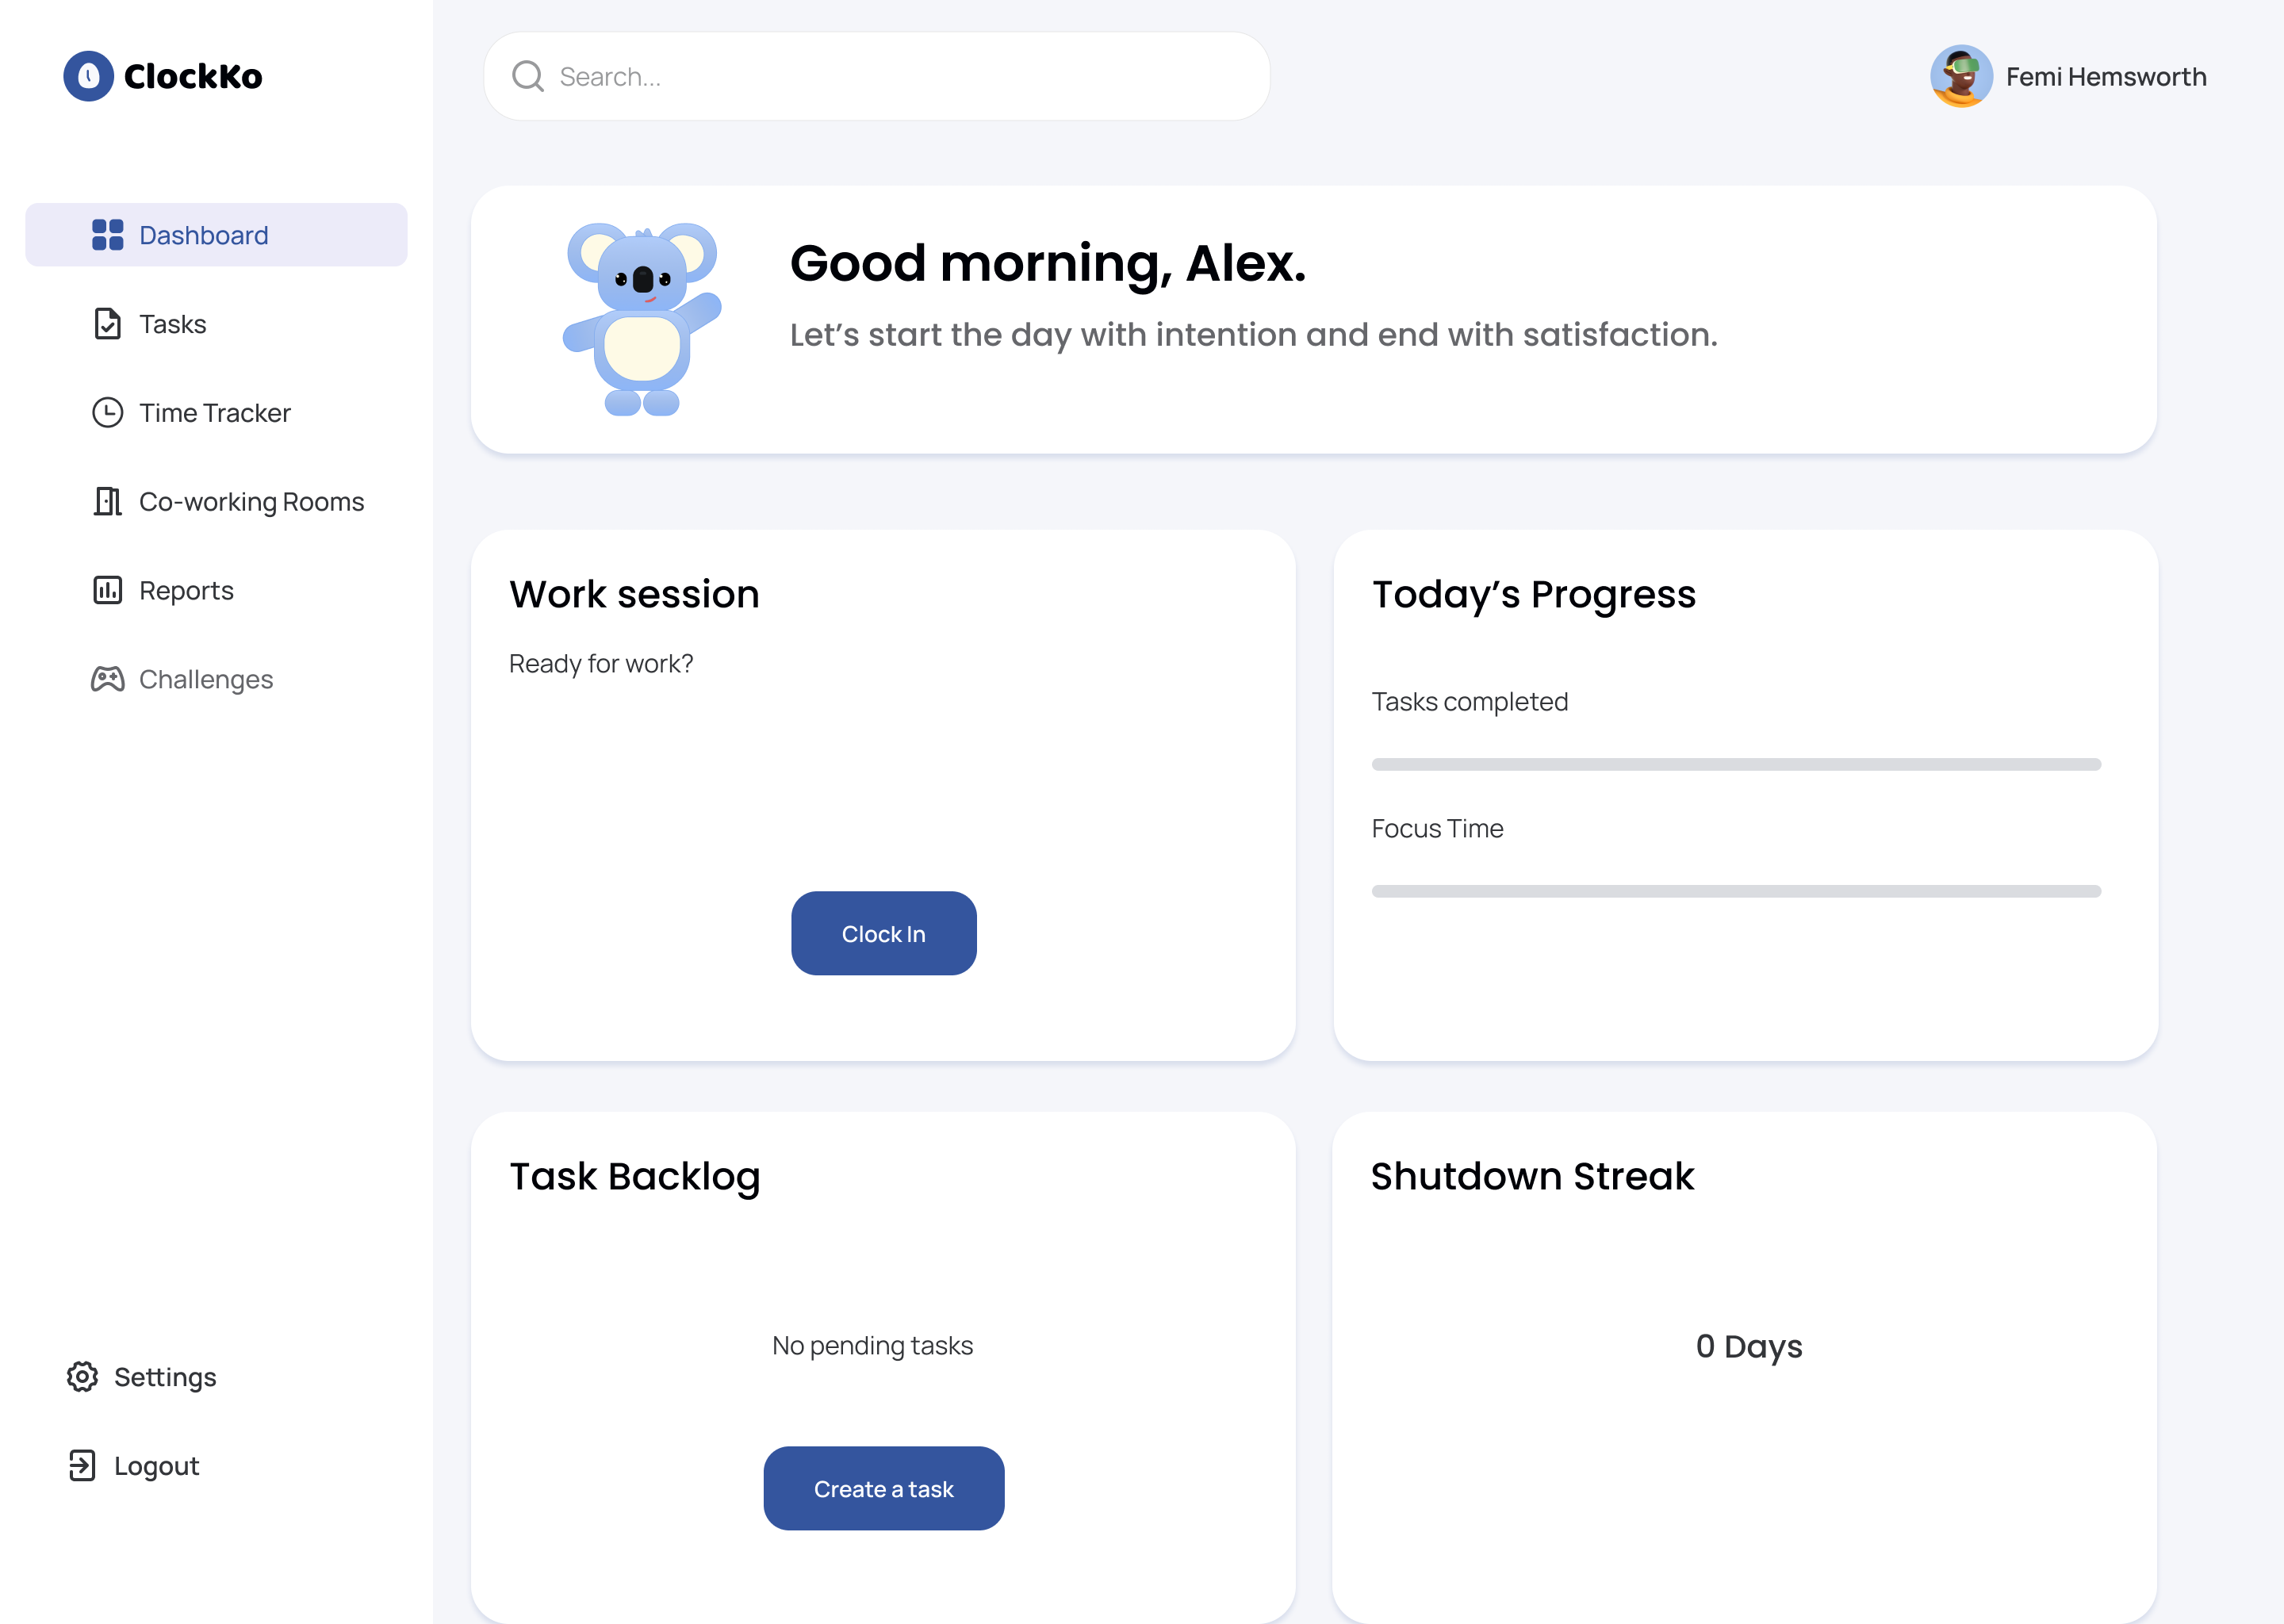 ClockKo
Search...
Femi Hemsworth
Dashboard
Tasks
Time Tracker
Co-working Rooms
Reports
Challenges
Settings
Logout
Good morning, Alex.
Let’s start the day with intention and end with satisfaction.
Work session
Ready for work?
Clock In
Today’s Progress
Tasks completed
Focus Time
Task Backlog
No pending tasks
Create a task
Shutdown Streak
0 Days